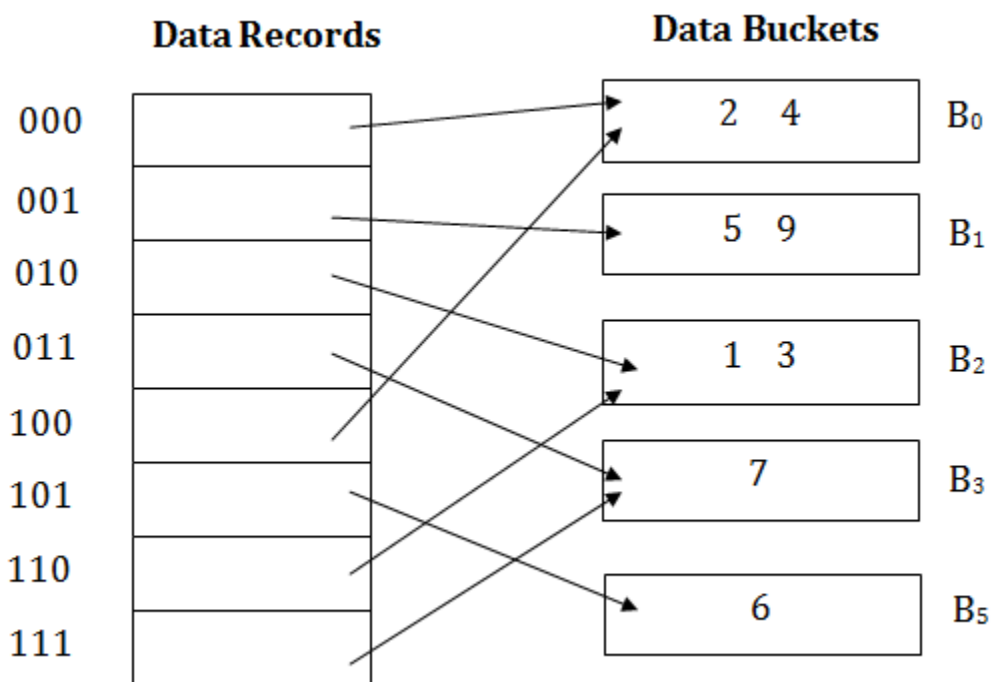 Data Records
Data Buckets
000
2 4 B₀
001
5 9 B₁
010
011
1 3 B₂
100
7 B₃
101
110
6 B₅
111